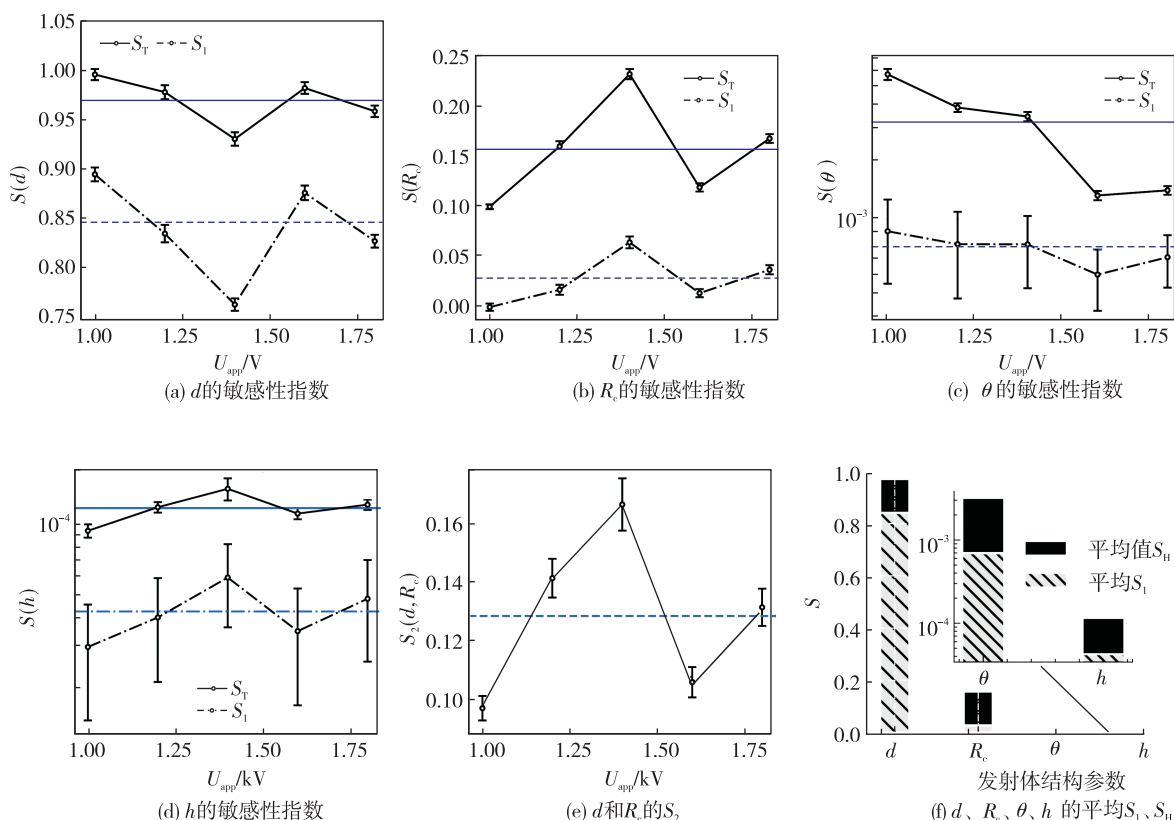 S(d)
1.05
1.00
0.95
0.90
0.85
0.80
0.75
S_T S_1
1.00 1.25 1.50 1.75
U_app/V
(a) d的敏感性指数
S(R_c)
0.25
0.20
0.15
0.10
0.05
0.00
S_T
S_1
1.00 1.25 1.50 1.75
U_app/V
(b) R_c的敏感性指数
S(θ)
10^-3
S_T
S_1
1.00 1.25 1.50 1.75
U_app/V
(c) θ的敏感性指数
S(h)
10^-4
S_T
S_1
1.00 1.25 1.50 1.75
U_app/kV
(d) h的敏感性指数
S_2(d,R_c)
0.16
0.14
0.12
0.10
1.00 1.25 1.50 1.75
U_app/kV
(e) d和R_c的S_2
S
1.0
0.8
0.6
0.4
0.2
0
10^-3
10^-4
θ h
平均值S_H
平均S_1
d R_c θ h
发射体结构参数
(f) d、R_c、θ、h 的平均S_1、S_H